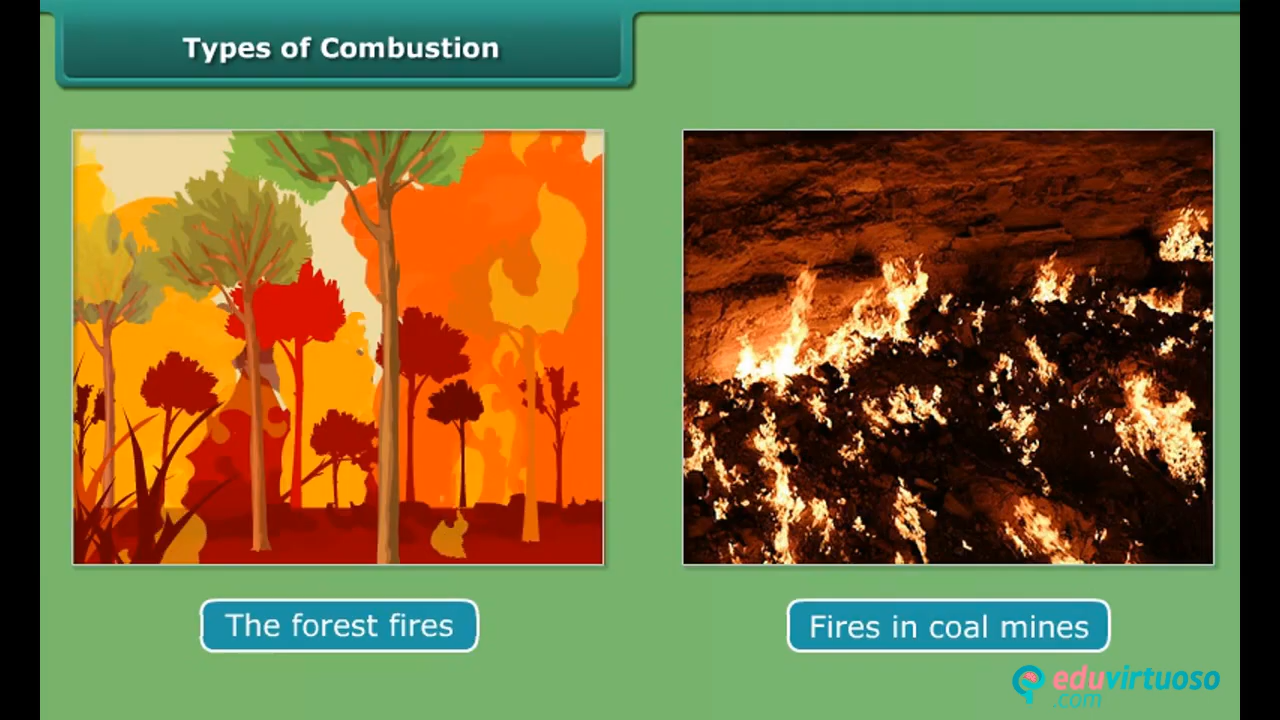 Types of Combustion
The forest fires
Fires in coal mines
eduvirtuoso
.com